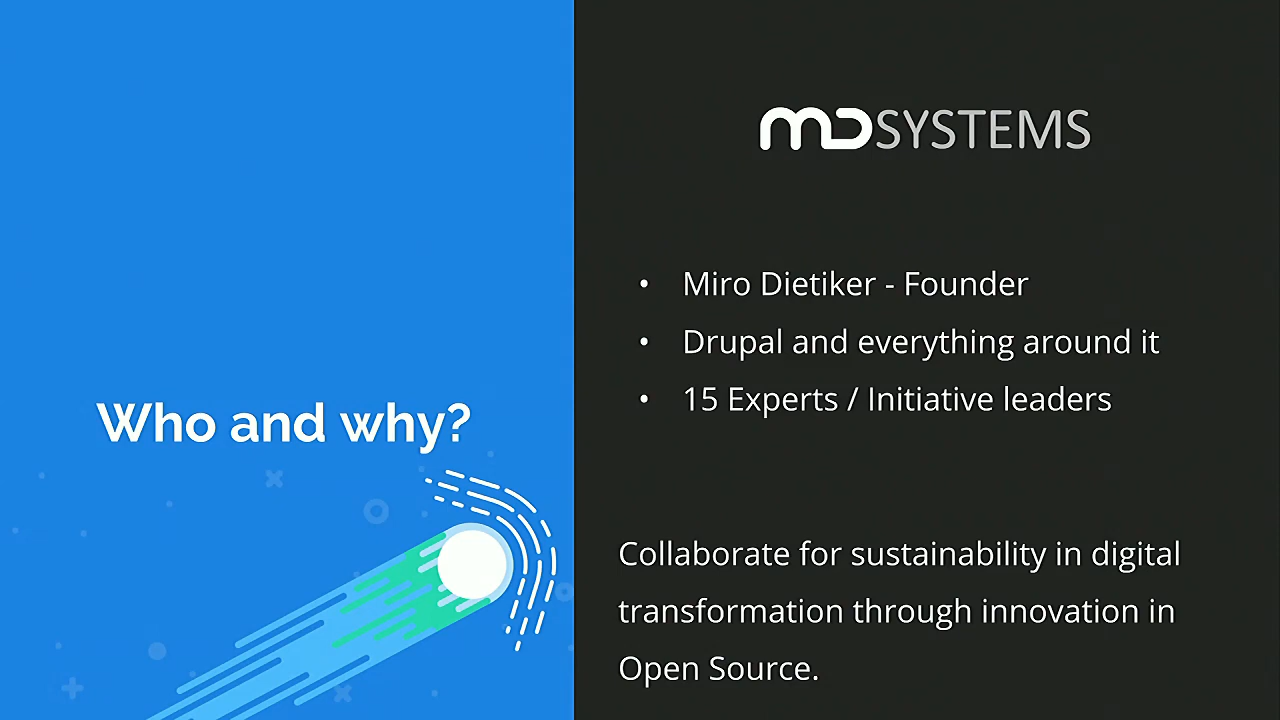 Who and why?
MD SYSTEMS
• Miro Dietiker - Founder
• Drupal and everything around it
• 15 Experts / Initiative leaders
Collaborate for sustainability in digital
transformation through innovation in
Open Source.